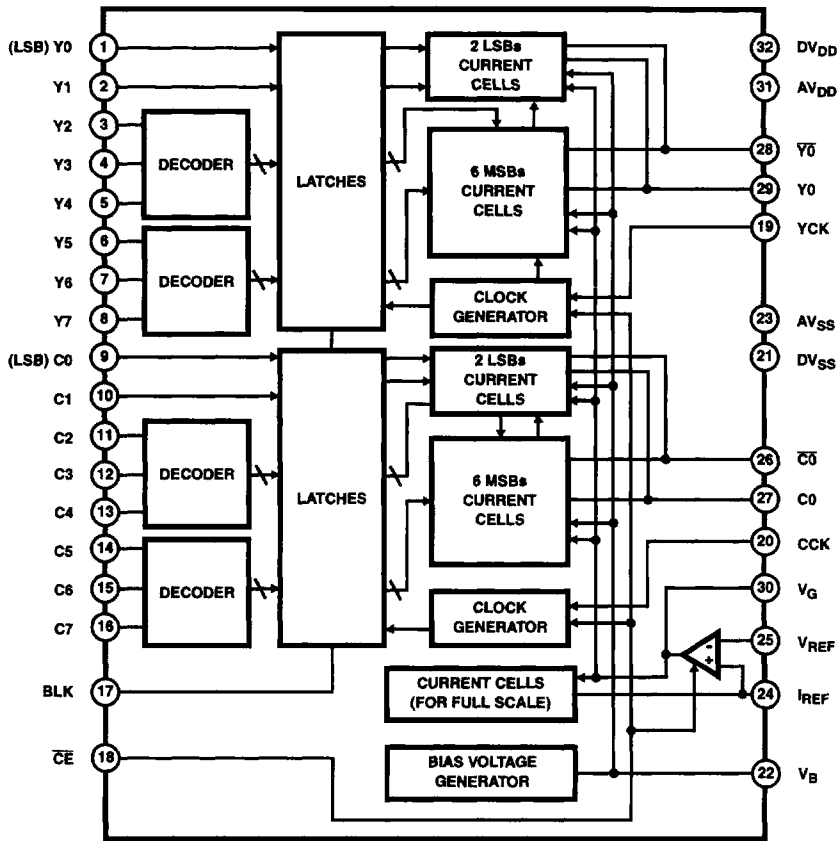 (LSB) Y0 1
Y1 2
Y2 3
Y3 4
Y4 5
Y5 6
Y6 7
Y7 8
(LSB) C0 9
C1 10
C2 11
C3 12
C4 13
C5 14
C6 15
C7 16
BLK 17
C̅E̅ 18
DECODER
DECODER
DECODER
DECODER
LATCHES
LATCHES
2 LSBs
CURRENT
CELLS
6 MSBs
CURRENT
CELLS
CLOCK
GENERATOR
2 LSBs
CURRENT
CELLS
6 MSBs
CURRENT
CELLS
CLOCK
GENERATOR
CURRENT CELLS
(FOR FULL SCALE)
BIAS VOLTAGE
GENERATOR
-
+
32 DVDD
31 AVDD
28 Y̅0̅
29 Y0
19 YCK
23 AVSS
21 DVSS
26 C̅0̅
27 C0
20 CCK
30 VG
25 VREF
24 IREF
22 VB